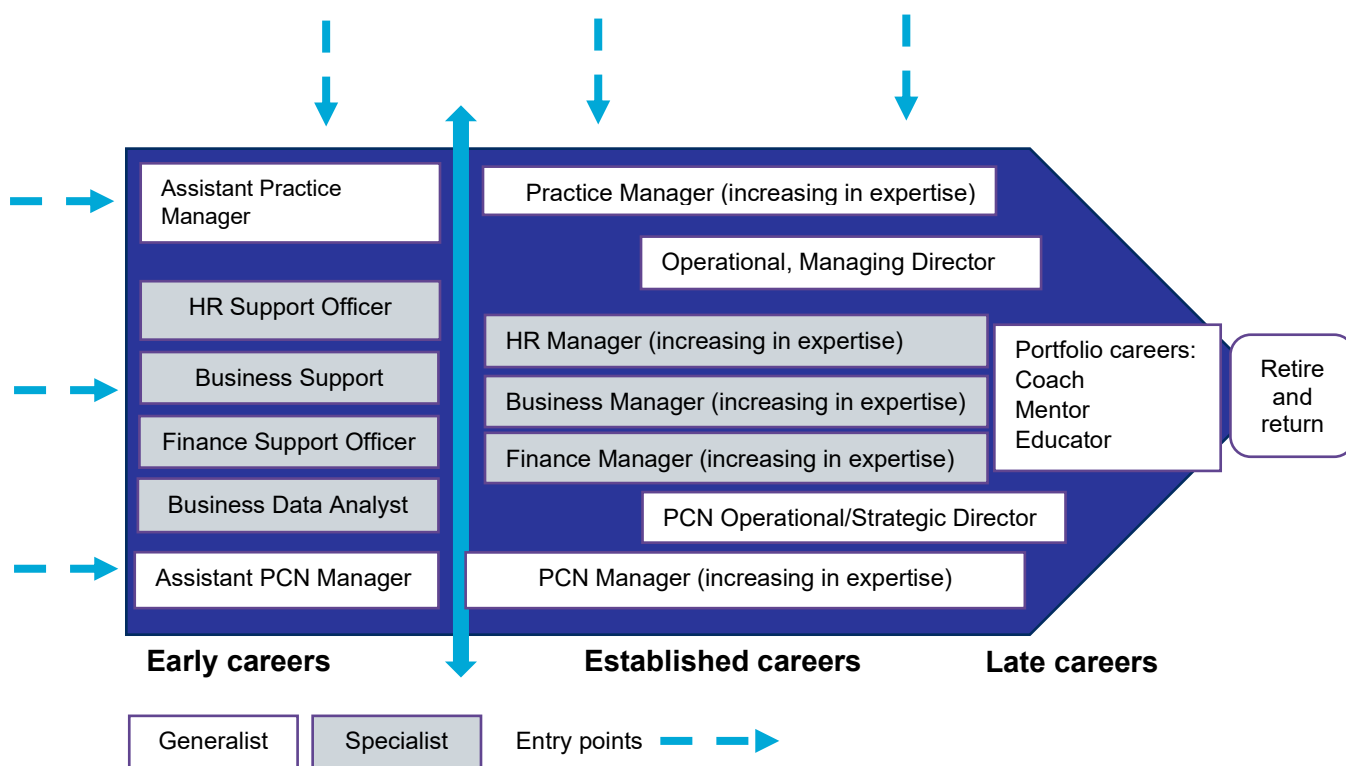 Assistant Practice
Manager
HR Support Officer
Business Support
Finance Support Officer
Business Data Analyst
Assistant PCN Manager
Practice Manager (increasing in expertise)
Operational, Managing Director
HR Manager (increasing in expertise)
Business Manager (increasing in expertise)
Finance Manager (increasing in expertise)
PCN Operational/Strategic Director
PCN Manager (increasing in expertise)
Portfolio careers:
Coach
Mentor
Educator
Retire
and
return
Early careers
Established careers
Late careers
Generalist
Specialist
Entry points